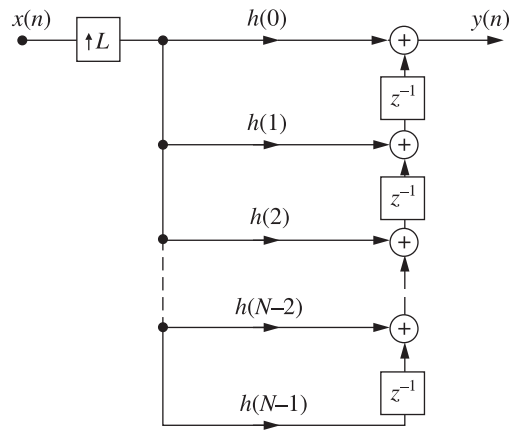 x(n) h(0) y(n)
↑L
z⁻¹
h(1)
z⁻¹
h(2)
h(N–2)
z⁻¹
h(N–1)